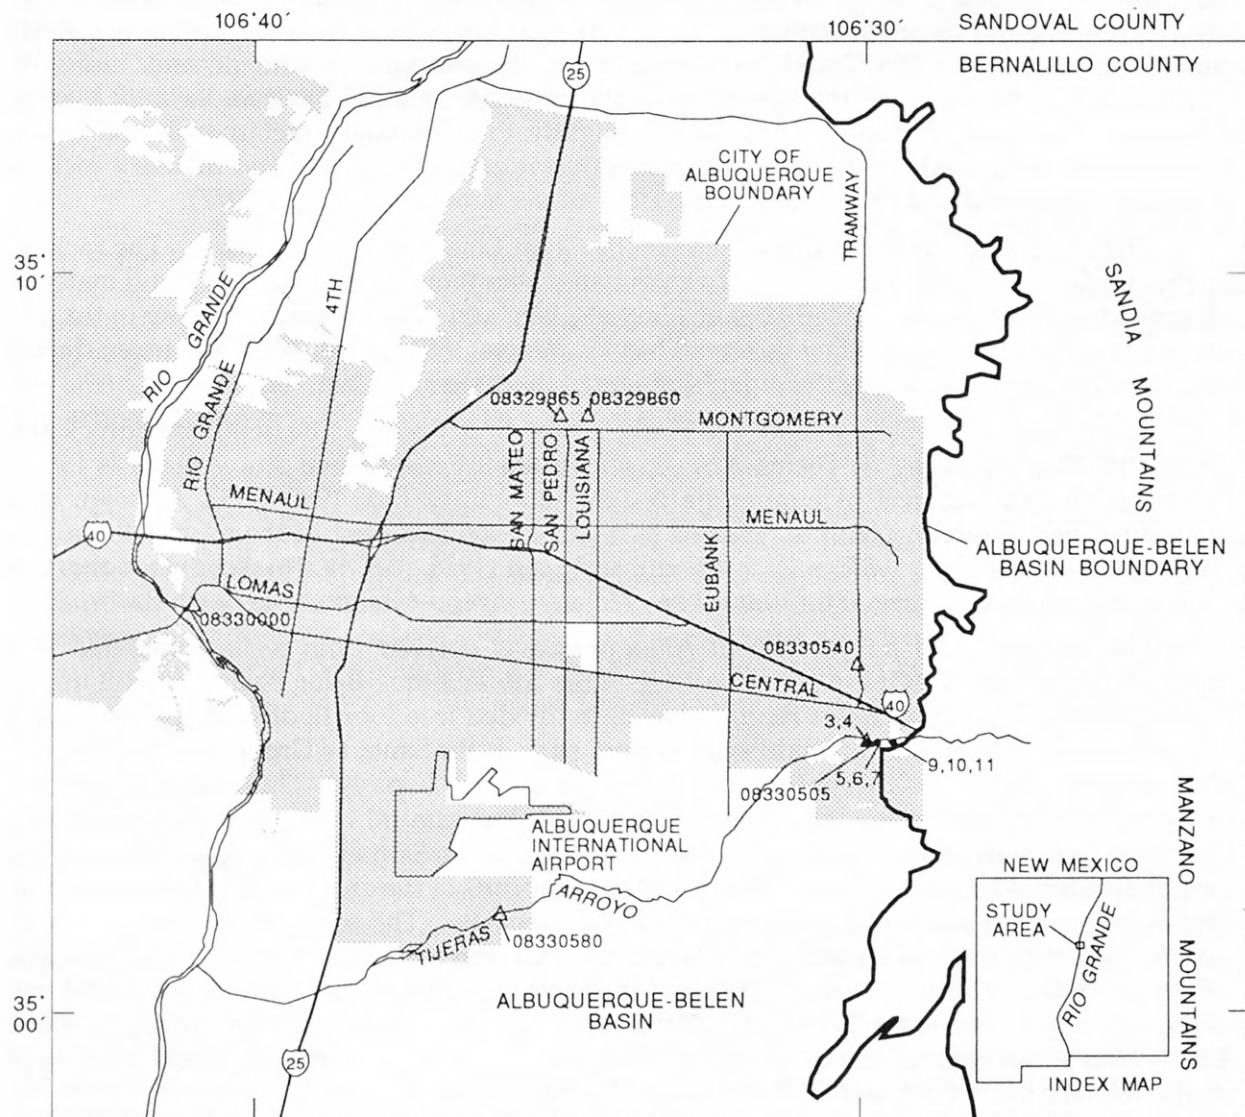 106°40′
106°30′
SANDOVAL COUNTY
BERNALILLO COUNTY
25
CITY OF
ALBUQUERQUE
BOUNDARY
TRAMWAY
35°
10′
SANDIA
MOUNTAINS
RIO GRANDE
4TH
RIO GRANDE
08329865
08329860
MONTGOMERY
SAN MATEO
SAN PEDRO
LOUISIANA
MENAUL
MENAUL
40
ALBUQUERQUE-BELEN
BASIN BOUNDARY
EUBANK
LOMAS
08330000
08330540
CENTRAL
40
3,4
5,6,7
9,10,11
08330505
ALBUQUERQUE
INTERNATIONAL
AIRPORT
MANZANO
MOUNTAINS
ARROYO
TIJERAS
08330580
NEW MEXICO
STUDY
AREA
RIO GRANDE
INDEX MAP
35°
00′
ALBUQUERQUE-BELEN
BASIN
25